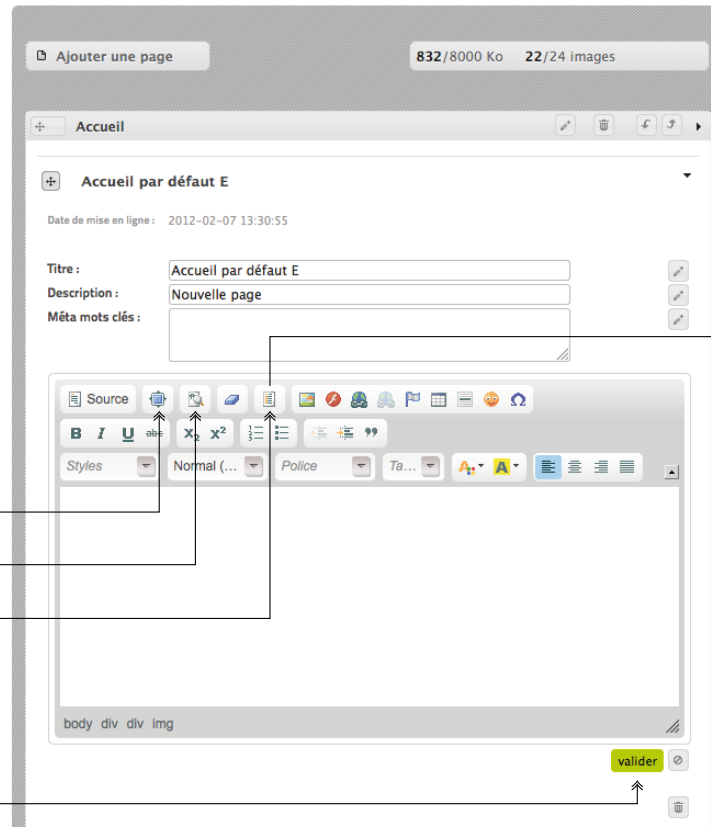 Ajouter une page 832/8000 Ko 22/24 images
Accueil
Accueil par défaut E
Date de mise en ligne : 2012-02-07 13:30:55
Titre : Accueil par défaut E
Description : Nouvelle page
Méta mots clés :
Source
B I U abc X₂ x²
Styles Normal (... Police Ta... A A
body div div img
valider